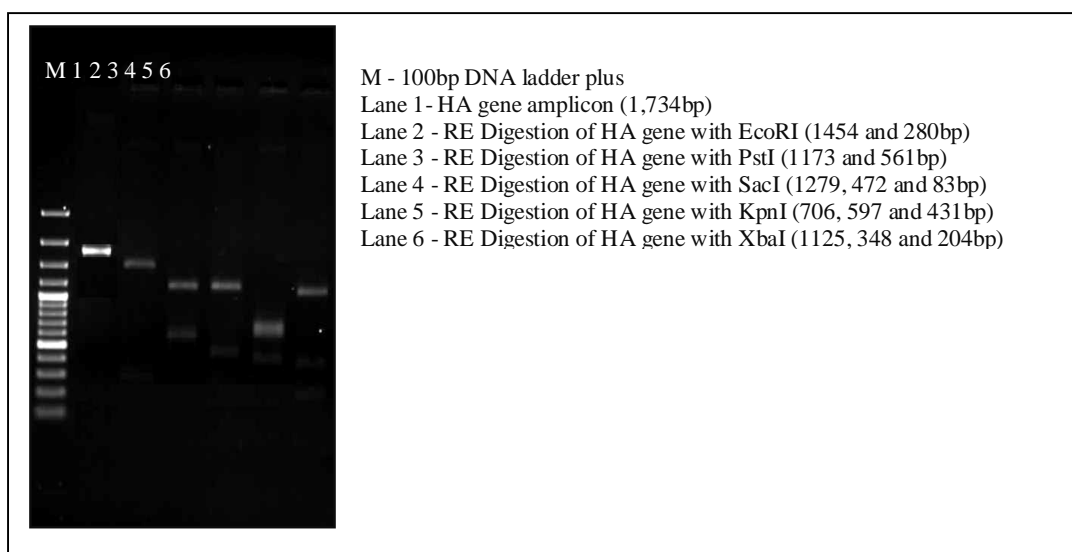 M 1 2 3 4 5 6
M - 100bp DNA ladder plus
Lane 1- HA gene amplicon (1,734bp)
Lane 2 - RE Digestion of HA gene with EcoRI (1454 and 280bp)
Lane 3 - RE Digestion of HA gene with PstI (1173 and 561bp)
Lane 4 - RE Digestion of HA gene with SacI (1279, 472 and 83bp)
Lane 5 - RE Digestion of HA gene with KpnI (706, 597 and 431bp)
Lane 6 - RE Digestion of HA gene with XbaI (1125, 348 and 204bp)